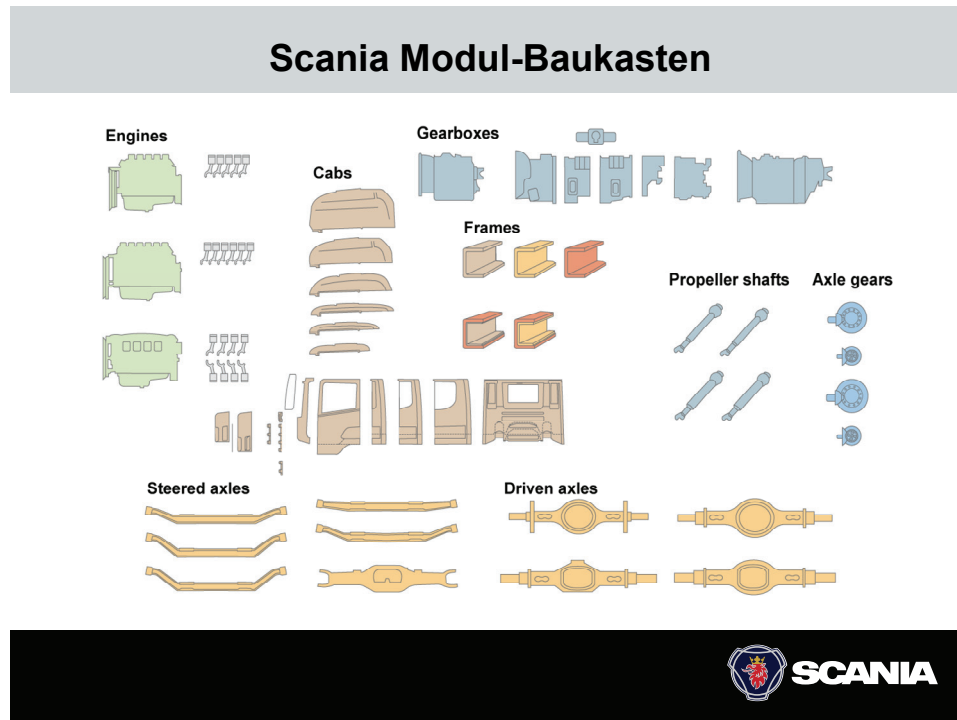 Scania Modul-Baukasten
Engines
Cabs
Gearboxes
Frames
Propeller shafts
Axle gears
Steered axles
Driven axles
SCANIA